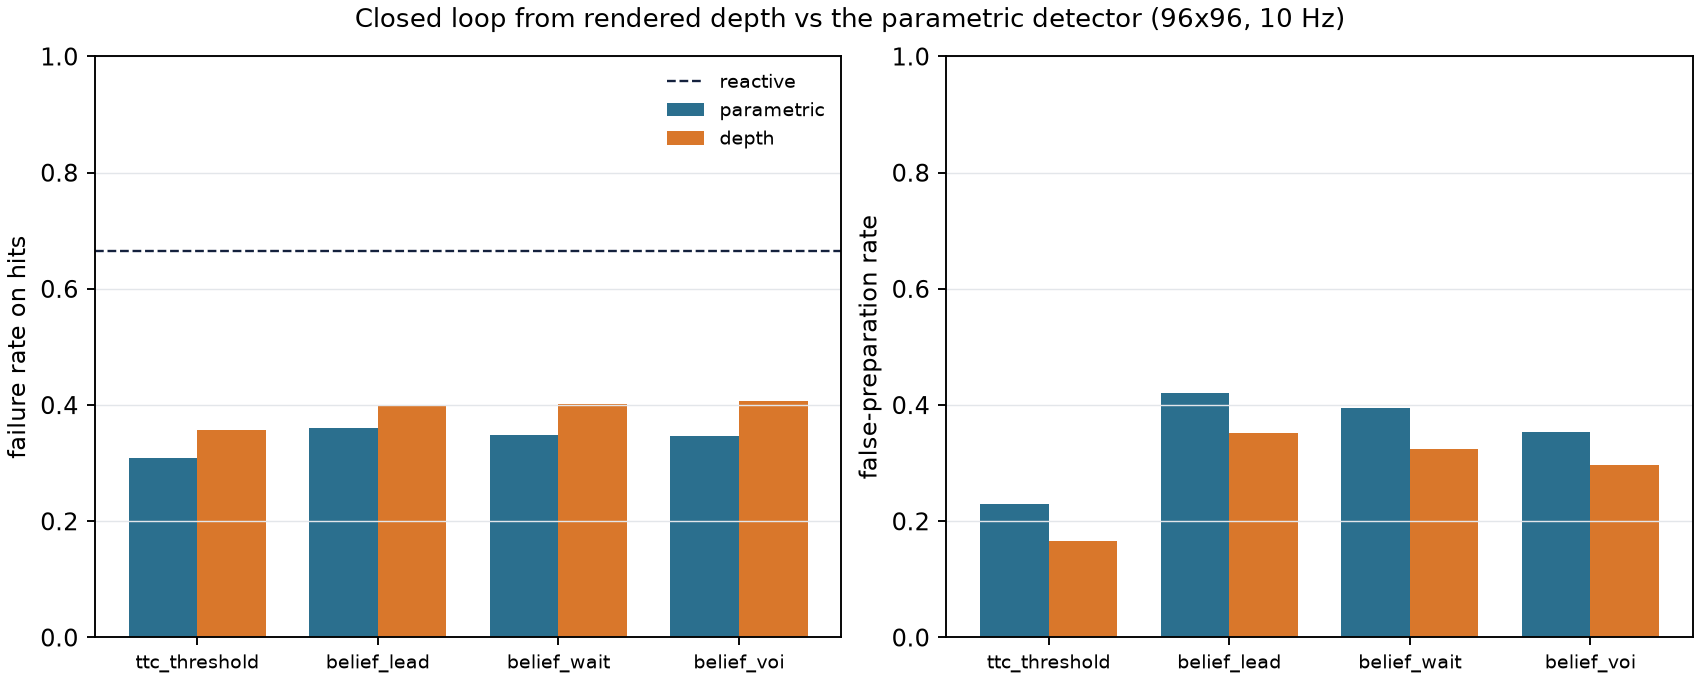 Closed loop from rendered depth vs the parametric detector (96x96, 10 Hz)
failure rate on hits
1.0
0.8
0.6
0.4
0.2
0.0
reactive
parametric
depth
ttc_threshold
belief_lead
belief_wait
belief_voi
false-preparation rate
1.0
0.8
0.6
0.4
0.2
0.0
ttc_threshold
belief_lead
belief_wait
belief_voi